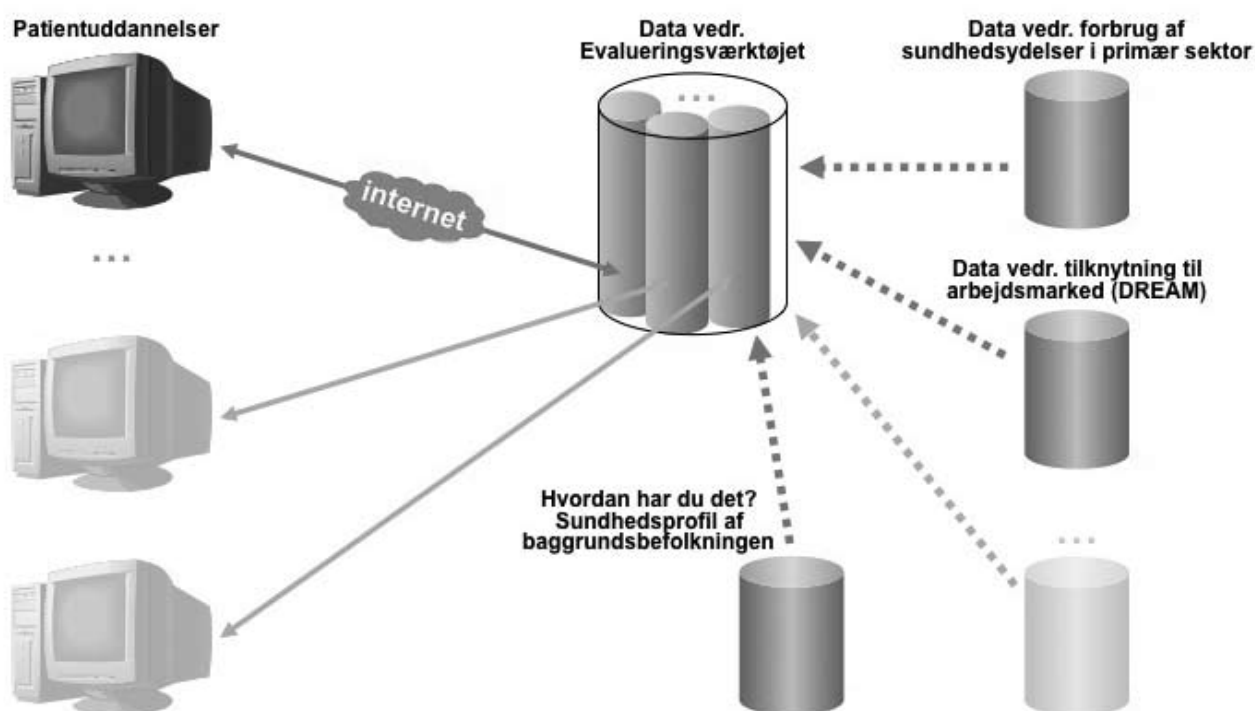 Patientuddannelser
Data vedr.
Evalueringsværktøjet
Data vedr. forbrug af
sundhedsydelser i primær sektor
...
internet
...
Data vedr. tilknytning til
arbejdsmarked (DREAM)
Hvordan har du det?
Sundhedsprofil af
baggrundsbefolkningen
...